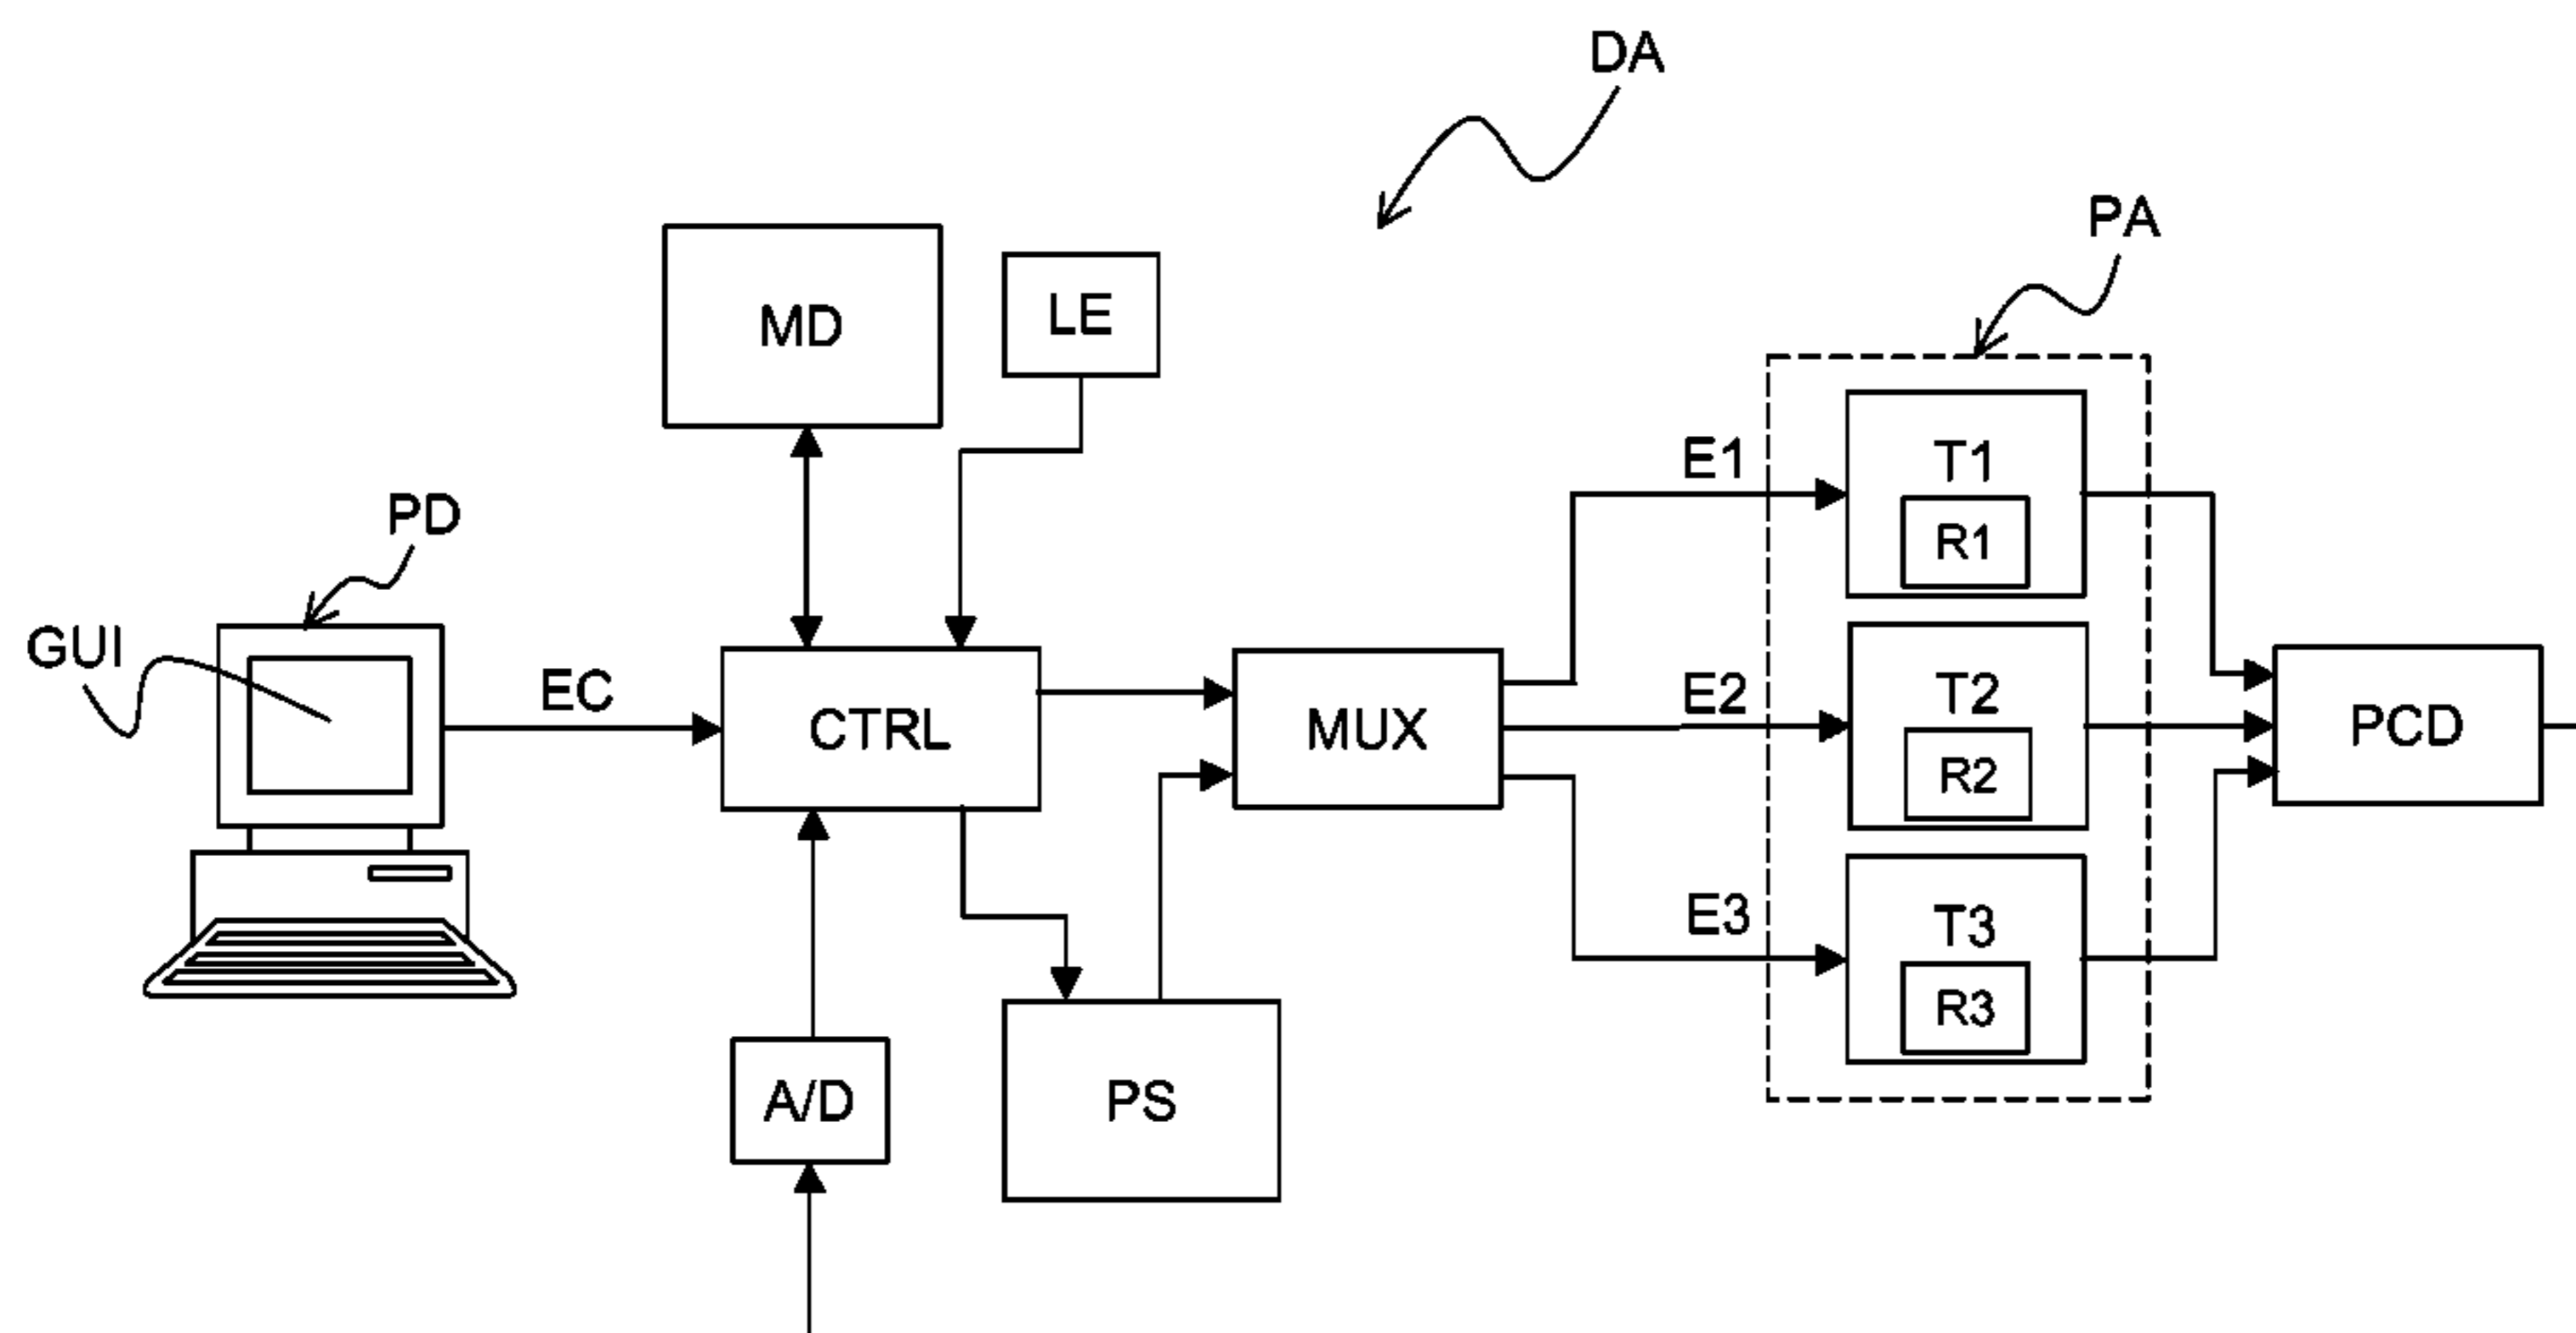 DA
PA
MD
LE
E1
T1
R1
PD
GUI
EC
CTRL
MUX
E2
T2
R2
PCD
E3
T3
R3
A/D
PS